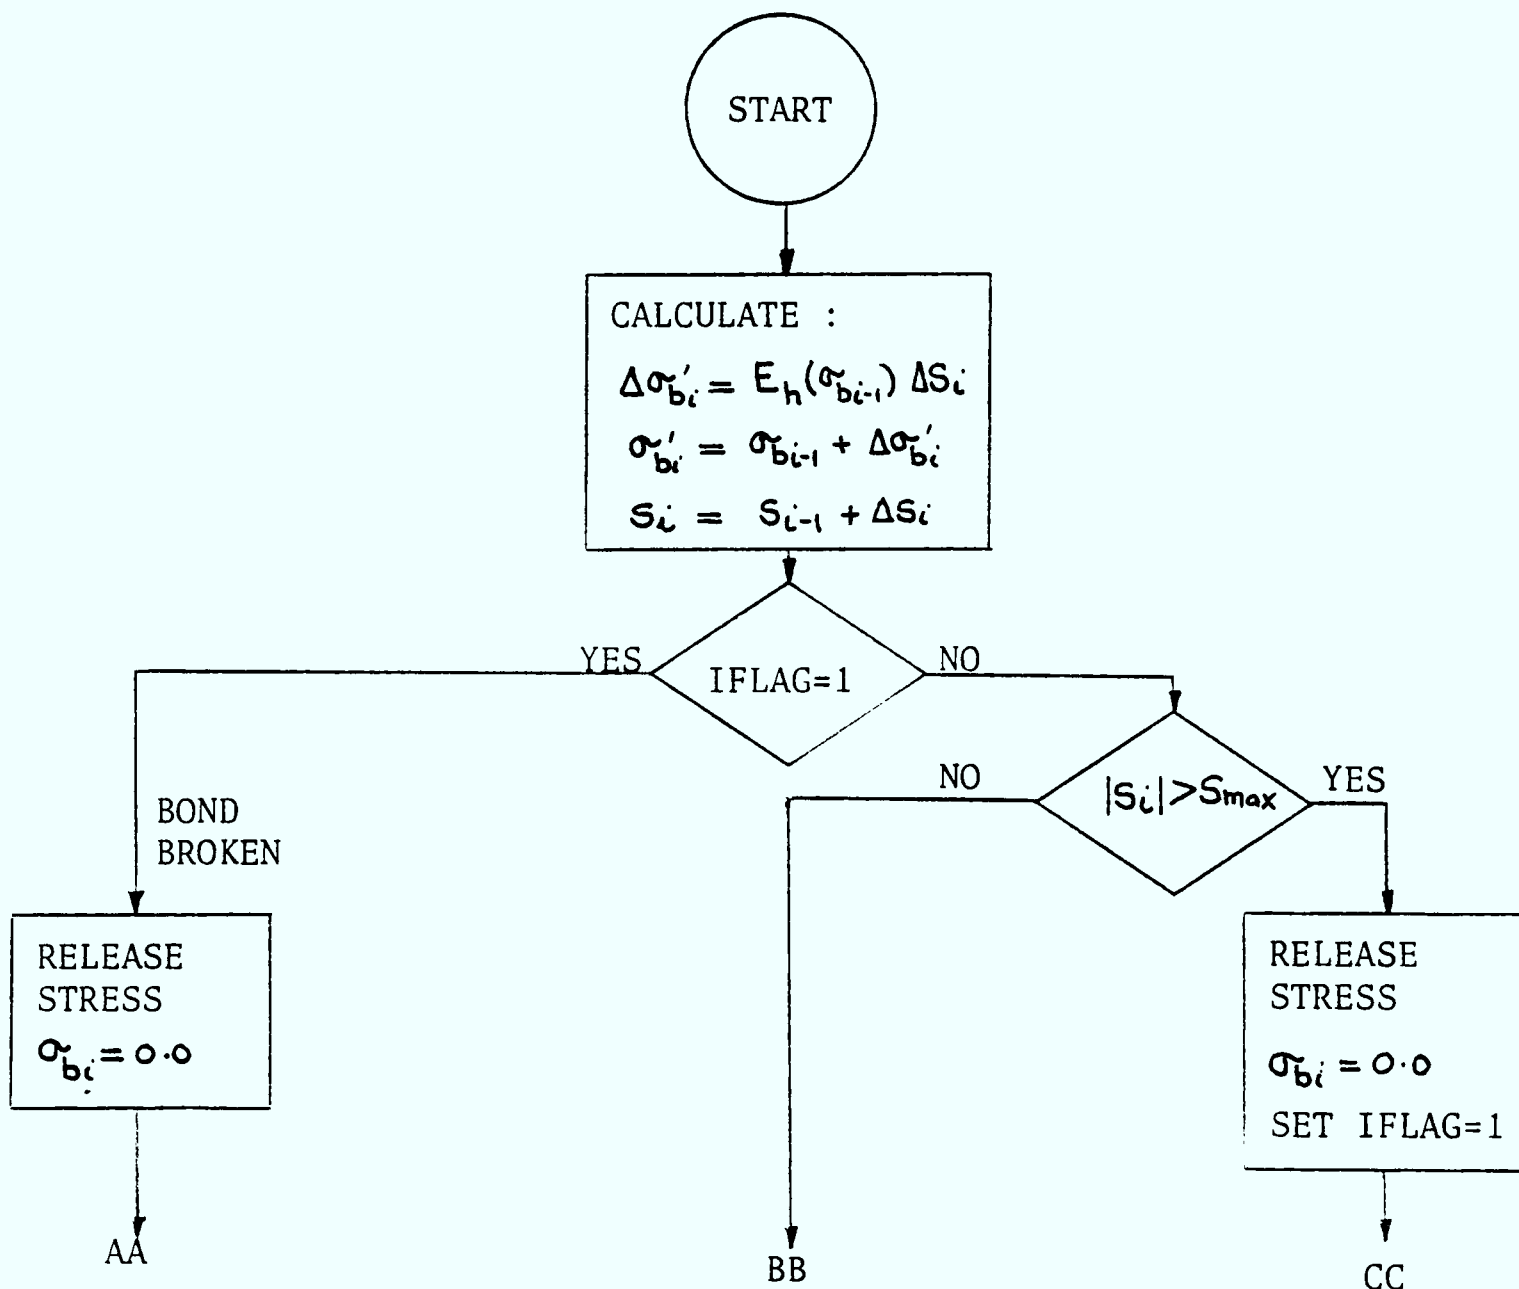 START
CALCULATE :
Δσ'bi = Eh(σbi-1) ΔSi
σ'bi = σbi-1 + Δσ'bi
Si = Si-1 + ΔSi
YES
IFLAG=1
NO
NO
|Si|>Smax
YES
BOND
BROKEN
RELEASE
STRESS
σbi = 0.0
RELEASE
STRESS
σbi = 0.0
SET IFLAG=1
AA
BB
CC